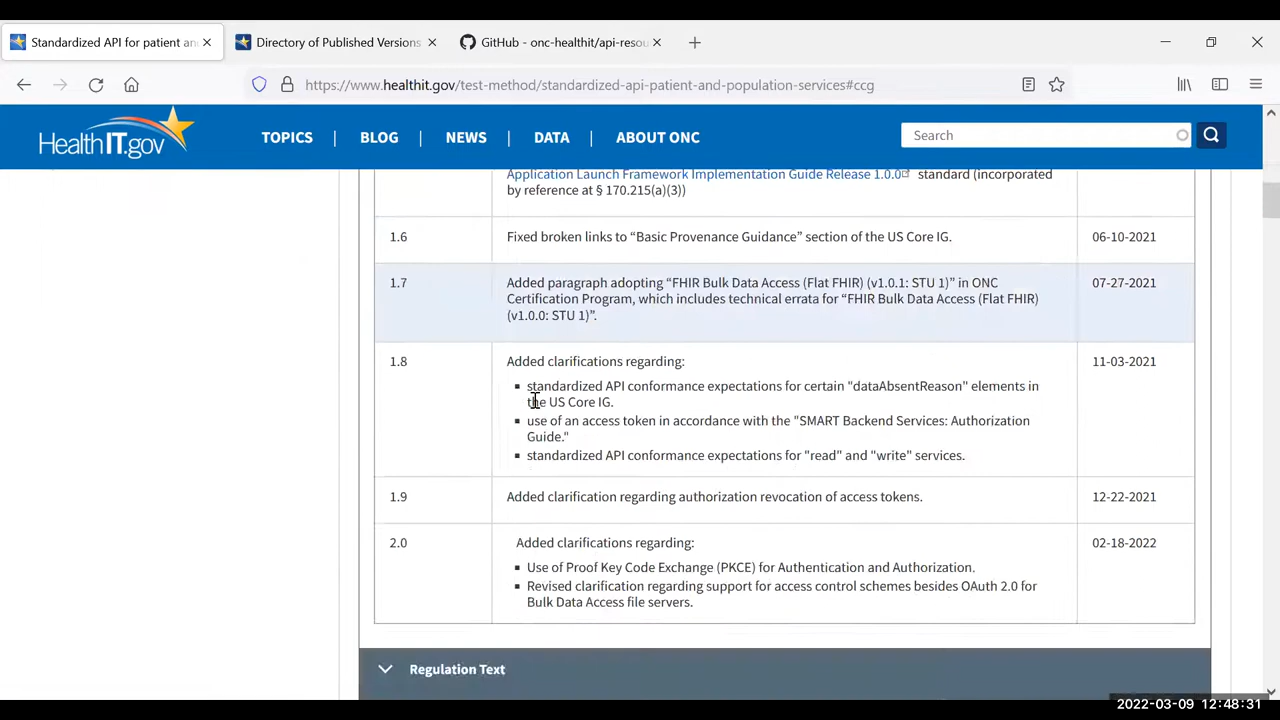 Standardized API for patient an
Directory of Published Versions
GitHub - onc-healthit/api-resou
https://www.healthit.gov/test-method/standardized-api-patient-and-population-services#ccg
HealthIT.gov
TOPICS | BLOG | NEWS | DATA | ABOUT ONC
Search
Application Launch Framework Implementation Guide Release 1.0.0 standard (incorporated
by reference at § 170.215(a)(3))
1.6 Fixed broken links to “Basic Provenance Guidance” section of the US Core IG. 06-10-2021
1.7 Added paragraph adopting “FHIR Bulk Data Access (Flat FHIR) (v1.0.1: STU 1)” in ONC 07-27-2021
Certification Program, which includes technical errata for “FHIR Bulk Data Access (Flat FHIR)
(v1.0.0: STU 1)”.
1.8 Added clarifications regarding: 11-03-2021
▪ standardized API conformance expectations for certain "dataAbsentReason" elements in
the US Core IG.
▪ use of an access token in accordance with the "SMART Backend Services: Authorization
Guide."
▪ standardized API conformance expectations for "read" and "write" services.
1.9 Added clarification regarding authorization revocation of access tokens. 12-22-2021
2.0 Added clarifications regarding: 02-18-2022
▪ Use of Proof Key Code Exchange (PKCE) for Authentication and Authorization.
▪ Revised clarification regarding support for access control schemes besides OAuth 2.0 for
Bulk Data Access file servers.
Regulation Text
2022-03-09 12:48:31